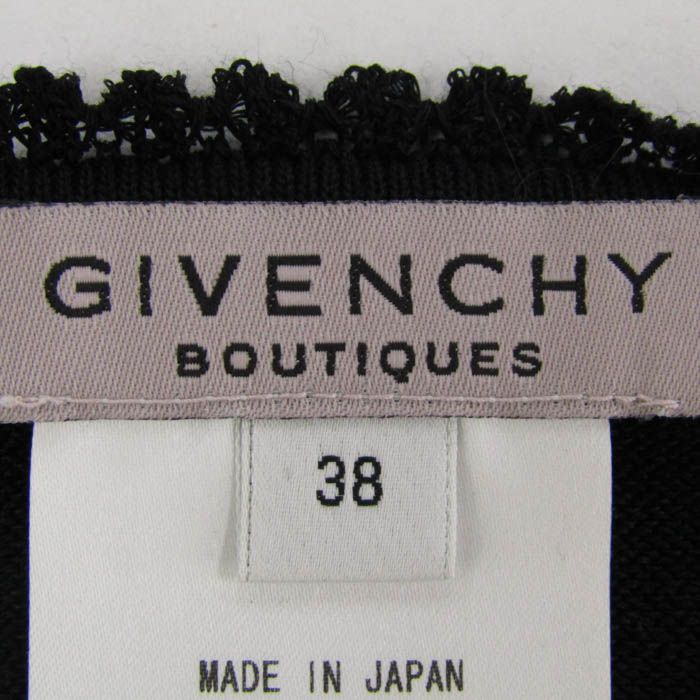 GIVENCHY
BOUTIQUES
38
MADE IN JAPAN